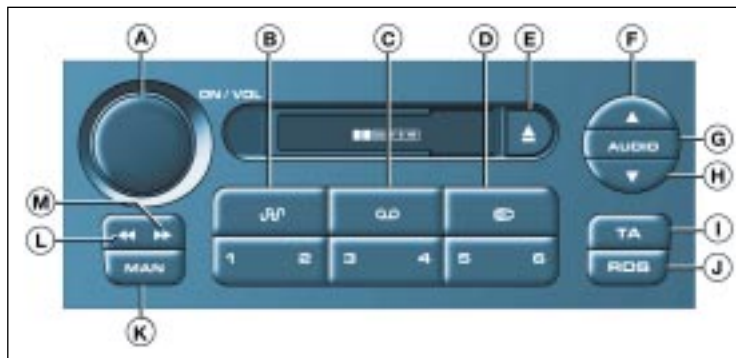 A B C D E F
ON / VOL
AUDIO G
H
M
L I
TA
1 2 3 4 5 6
MAN RDS J
K